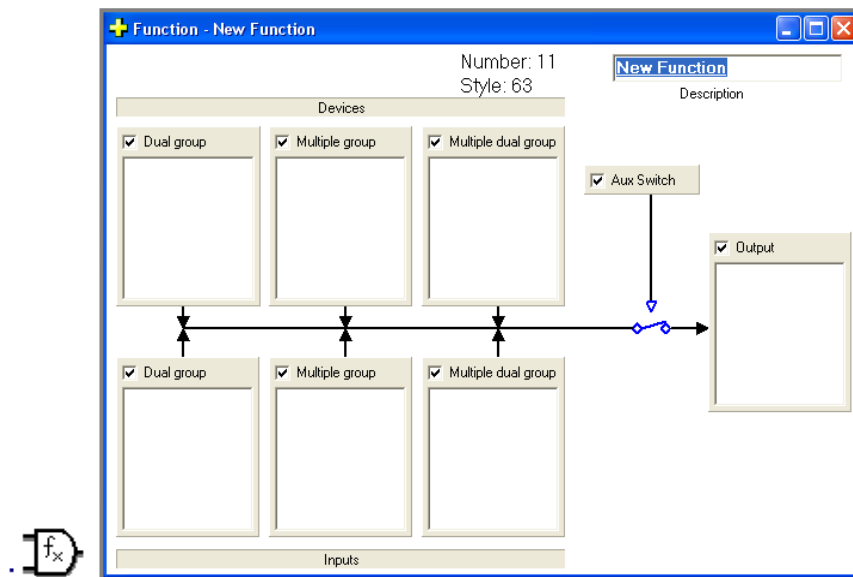 Function - New Function
Number: 11
Style: 63
New Function
Description
Devices
Dual group
Multiple group
Multiple dual group
Aux Switch
Output
Dual group
Multiple group
Multiple dual group
Inputs
fx